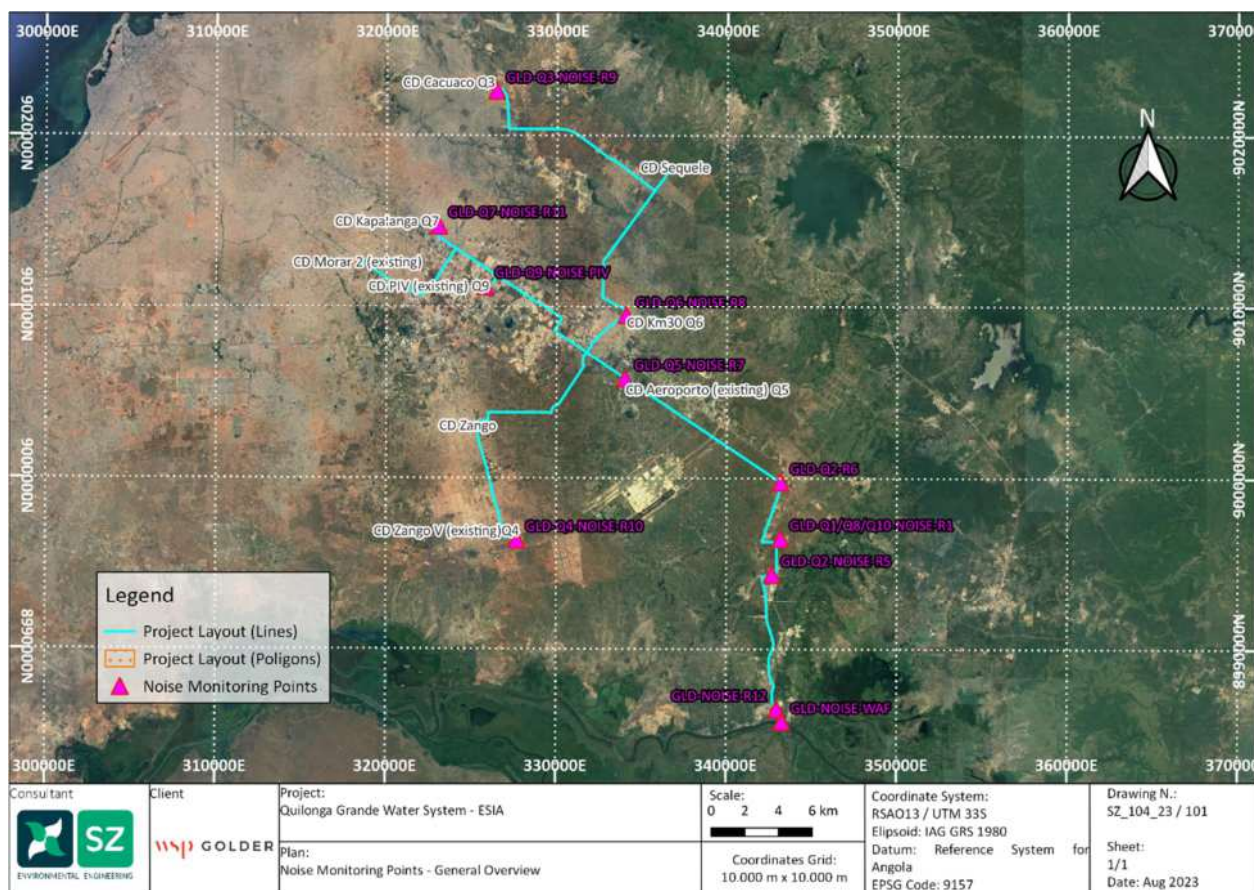 300000E 310000E 320000E 330000E 340000E 350000E 360000E 370000E
CD Cacuaco Q3
GLD-Q3-NOISE-R9
9020000N
9020000N
N
CD Sequele
GLD-Q7-NOISE-R11
CD Kapalanga Q7
CD Morar 2 (existing)
GLD-Q9-NOISE-PIV
CD PIV (existing) Q9
9010000N
9010000N
GLD-Q6-NOISE-R8
CD Km30 Q6
GLD-Q5-NOISE-R7
CD Aeroporto (existing) Q5
CD Zango
9000000N
9000000N
GLD-Q2-R6
CD Zango V (existing)Q4
GLD-Q4-NOISE-R10
GLD-Q1/Q8/Q10-NOISE-R1
GLD-Q2-NOISE-R5
8990000N
8990000N
Legend
Project Layout (Lines)
Project Layout (Poligons)
Noise Monitoring Points
GLD-NOISE-R12
GLD-NOISE-WAF
300000E 310000E 320000E 330000E 340000E 350000E 360000E 370000E
Consultant
SZ
ENVIRONMENTAL ENGINEERING
Client
wsp GOLDER
Project:
Quilonga Grande Water System - ESIA
Plan:
Noise Monitoring Points - General Overview
Scale:
0 2 4 6 km
Coordinates Grid:
10.000 m x 10.000 m
Coordinate System:
RSAO13 / UTM 33S
Elipsoid: IAG GRS 1980
Datum: Reference System for
Angola
EPSG Code: 9157
Drawing N.:
SZ_104_23 / 101
Sheet:
1/1
Date: Aug 2023